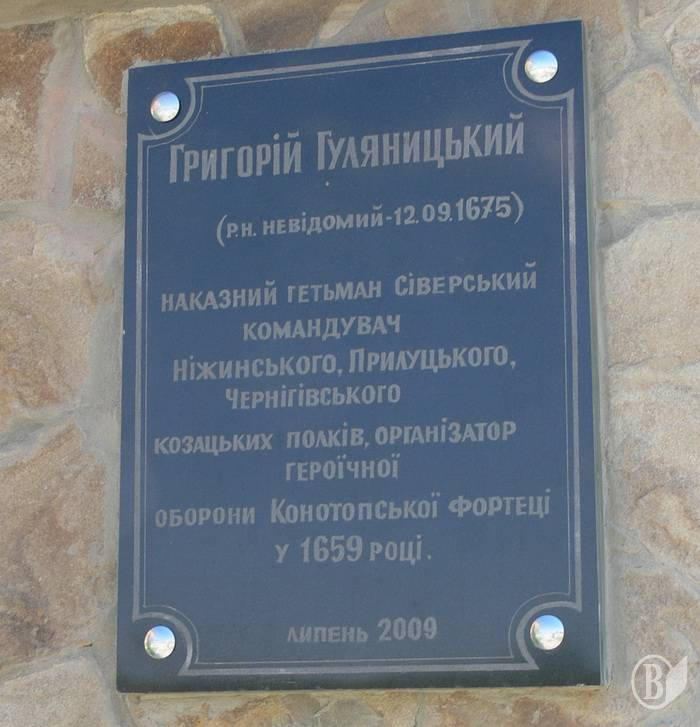 Григорій Гуляницький
(р.н. невідомий-12.09.1675)
наказний гетьман Сіверський
командувач
Ніжинського, Прилуцького,
Чернігівського
козацьких полків, організатор
героїчної
оборони Конотопської фортеці
у 1659 році.
липень 2009
В